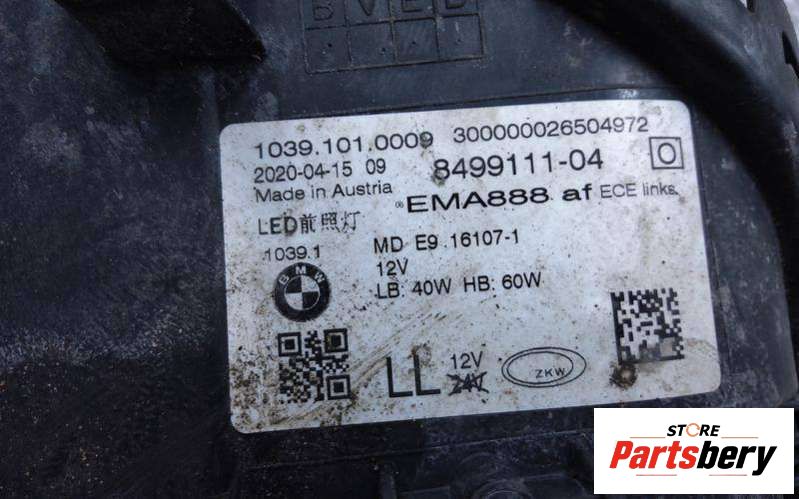 BVED
1039.101.0009 300000026504972
2020-04-15 09 8499111-04 O
Made in Austria
EMA888 af ECE links
LED前照灯
1039.1 MD E9 16107-1
12V
LB: 40W HB: 60W
BMW
LL 12V
24V
ZKW
STORE
Partsbery